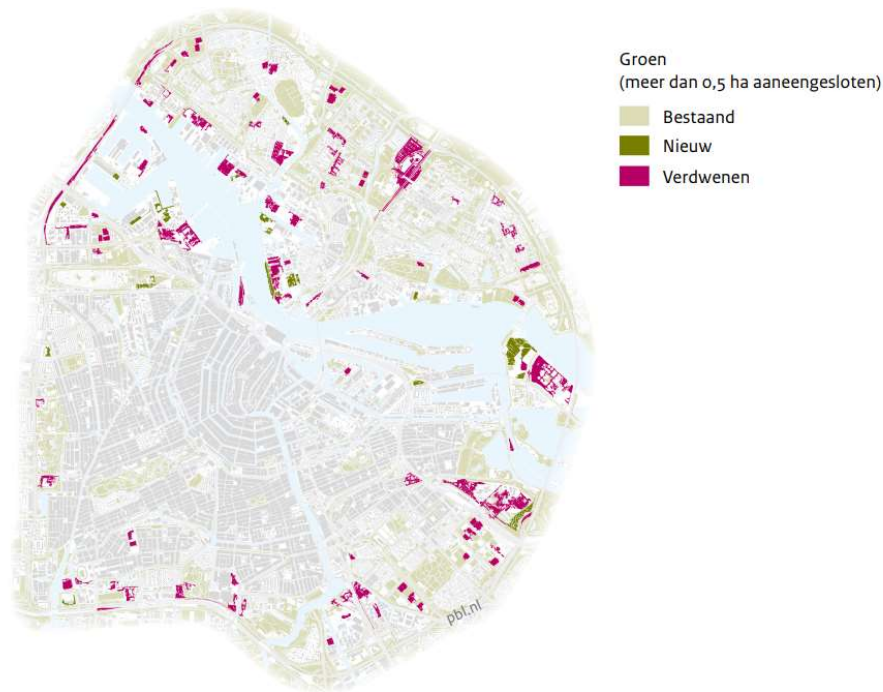 Groen
(meer dan 0,5 ha aaneengesloten)
Bestaand
Nieuw
Verdwenen
pbl.nl